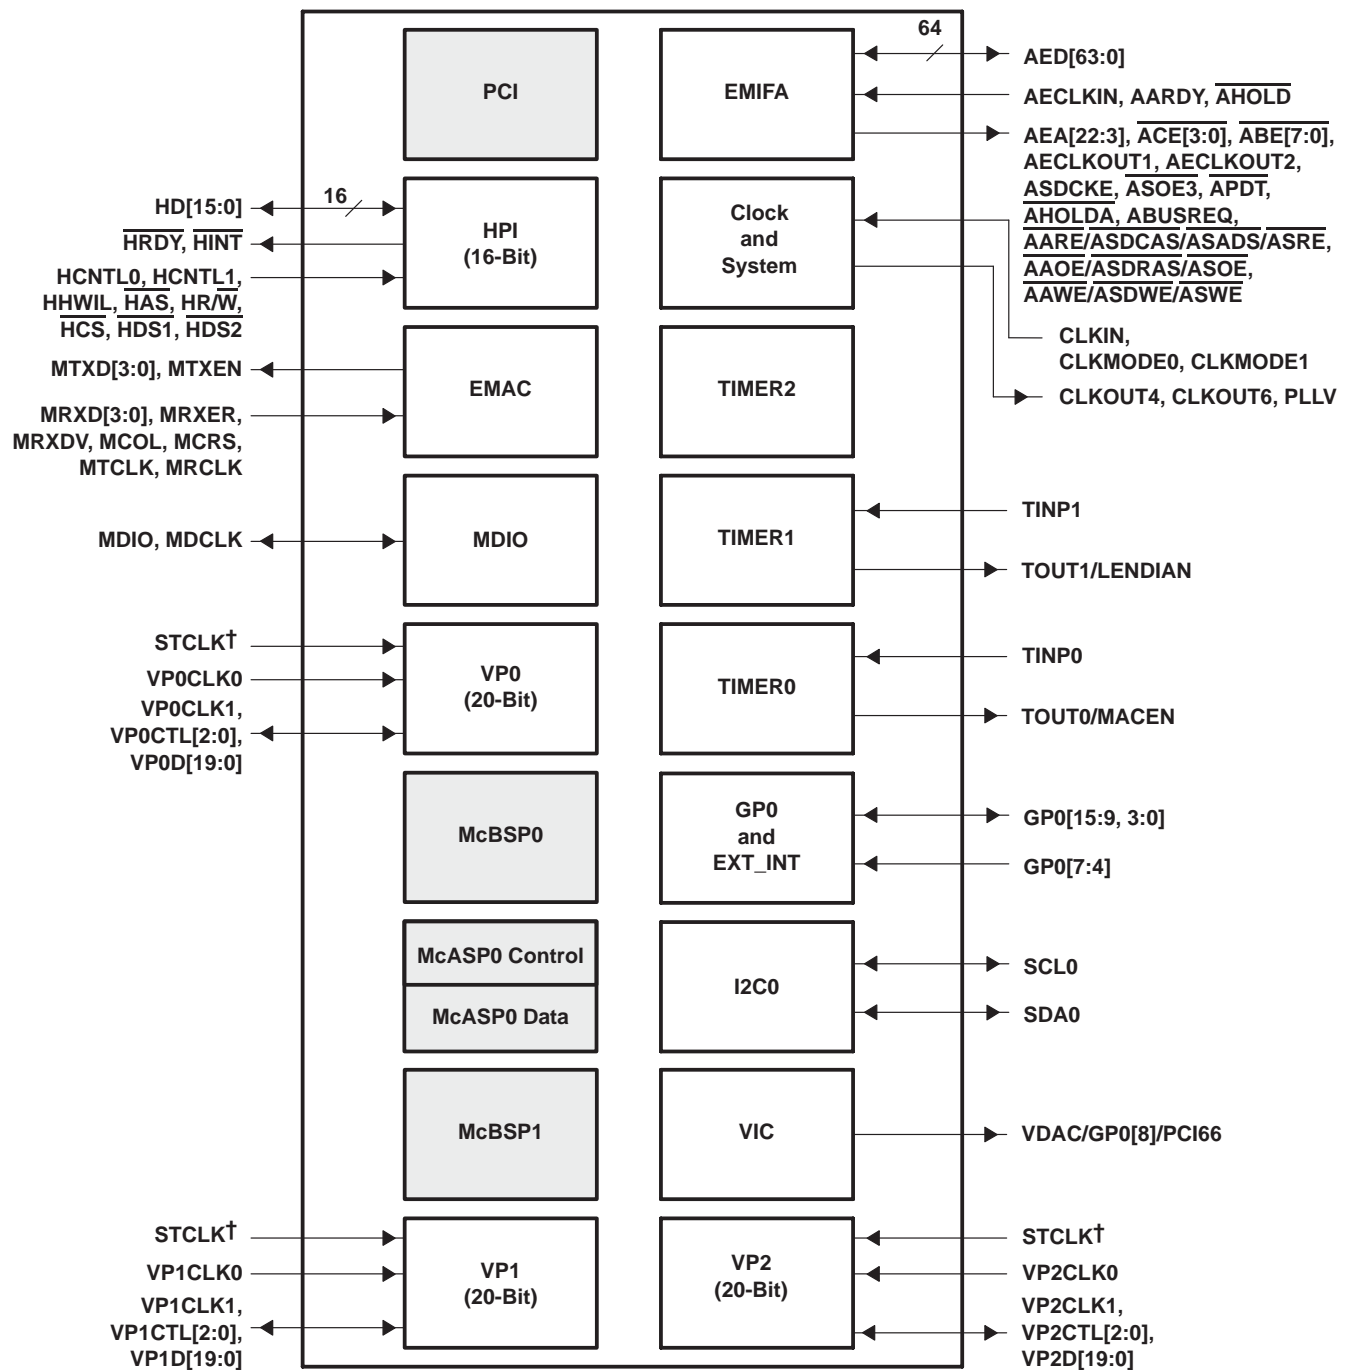 64
PCI
EMIFA
AED[63:0]
AECLKIN, AARDY, AHOLD
AEA[22:3], ACE[3:0], ABE[7:0],
AECLKOUT1, AECLKOUT2,
ASDCKE, ASOE3, APDT,
AHOLDA, ABUSREQ,
AARE/ASDCAS/ASADS/ASRE,
AAOE/ASDRAS/ASOE,
AAWE/ASDWE/ASWE
HD[15:0]
16
HRDY, HINT
HCNTL0, HCNTL1,
HHWIL, HAS, HR/W,
HCS, HDS1, HDS2
HPI
(16-Bit)
Clock
and
System
CLKIN,
CLKMODE0, CLKMODE1
CLKOUT4, CLKOUT6, PLLV
MTXD[3:0], MTXEN
MRXD[3:0], MRXER,
MRXDV, MCOL, MCRS,
MTCLK, MRCLK
EMAC
TIMER2
MDIO, MDCLK
MDIO
TIMER1
TINP1
TOUT1/LENDIAN
STCLK†
VP0CLK0
VP0CLK1,
VP0CTL[2:0],
VP0D[19:0]
VP0
(20-Bit)
TIMER0
TINP0
TOUT0/MACEN
McBSP0
GP0
and
EXT_INT
GP0[15:9, 3:0]
GP0[7:4]
McASP0 Control
McASP0 Data
I2C0
SCL0
SDA0
McBSP1
VIC
VDAC/GP0[8]/PCI66
STCLK†
VP1CLK0
VP1CLK1,
VP1CTL[2:0],
VP1D[19:0]
VP1
(20-Bit)
VP2
(20-Bit)
STCLK†
VP2CLK0
VP2CLK1,
VP2CTL[2:0],
VP2D[19:0]